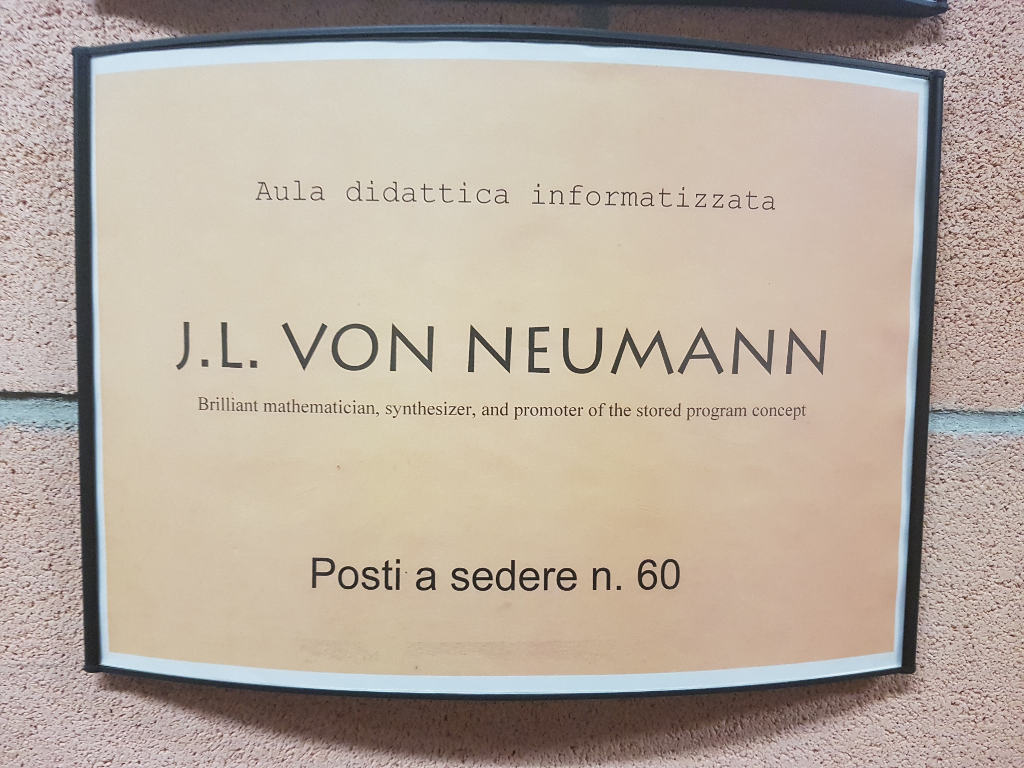 Aula didattica informatizzata
J.L. VON NEUMANN
Brilliant mathematician, synthesizer, and promoter of the stored program concept
Posti a sedere n. 60